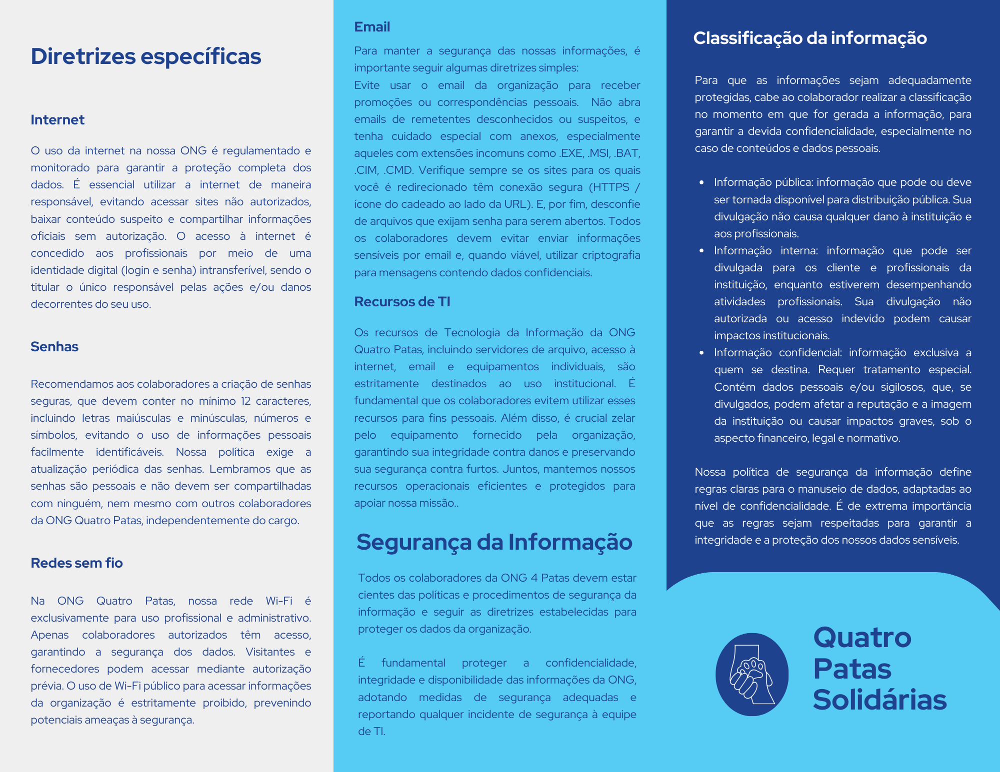 Diretrizes específicas
Internet
O uso da internet na nossa ONG é regulamentado e
monitorado para garantir a proteção completa dos
dados. É essencial utilizar a internet de maneira
responsável, evitando acessar sites não autorizados,
baixar conteúdo suspeito e compartilhar informações
oficiais sem autorização. O acesso à internet é
concedido aos profissionais por meio de uma
identidade digital (login e senha) intransferível, sendo o
titular o único responsável pelas ações e/ou danos
decorrentes do seu uso.
Senhas
Recomendamos aos colaboradores a criação de senhas
seguras, que devem conter no mínimo 12 caracteres,
incluindo letras maiúsculas e minúsculas, números e
símbolos, evitando o uso de informações pessoais
facilmente identificáveis. Nossa política exige a
atualização periódica das senhas. Lembramos que as
senhas são pessoais e não devem ser compartilhadas
com ninguém, nem mesmo com outros colaboradores
da ONG Quatro Patas, independentemente do cargo.
Redes sem fio
Na ONG Quatro Patas, nossa rede Wi-Fi é
exclusivamente para uso profissional e administrativo.
Apenas colaboradores autorizados têm acesso,
garantindo a segurança dos dados. Visitantes e
fornecedores podem acessar mediante autorização
prévia. O uso de Wi-Fi público para acessar informações
da organização é estritamente proibido, prevenindo
potenciais ameaças à segurança.
Email
Para manter a segurança das nossas informações, é
importante seguir algumas diretrizes simples:
Evite usar o email da organização para receber
promoções ou correspondências pessoais. Não abra
emails de remetentes desconhecidos ou suspeitos, e
tenha cuidado especial com anexos, especialmente
aqueles com extensões incomuns como .EXE, .MSI, .BAT,
.CIM, .CMD. Verifique sempre se os sites para os quais
você é redirecionado têm conexão segura (HTTPS /
ícone do cadeado ao lado da URL). E, por fim, desconfie
de arquivos que exijam senha para serem abertos. Todos
os colaboradores devem evitar enviar informações
sensíveis por email e, quando viável, utilizar criptografia
para mensagens contendo dados confidenciais.
Recursos de TI
Os recursos de Tecnologia da Informação da ONG
Quatro Patas, incluindo servidores de arquivo, acesso à
internet, email e equipamentos individuais, são
estritamente destinados ao uso institucional. É
fundamental que os colaboradores evitem utilizar esses
recursos para fins pessoais. Além disso, é crucial zelar
pelo equipamento fornecido pela organização,
garantindo sua integridade contra danos e preservando
sua segurança contra furtos. Juntos, mantemos nossos
recursos operacionais eficientes e protegidos para
apoiar nossa missão..
Segurança da Informação
Todos os colaboradores da ONG 4 Patas devem estar
cientes das políticas e procedimentos de segurança da
informação e seguir as diretrizes estabelecidas para
proteger os dados da organização.
É fundamental proteger a confidencialidade,
integridade e disponibilidade das informações da ONG,
adotando medidas de segurança adequadas e
reportando qualquer incidente de segurança à equipe
de TI.
Classificação da informação
Para que as informações sejam adequadamente
protegidas, cabe ao colaborador realizar a classificação
no momento em que for gerada a informação, para
garantir a devida confidencialidade, especialmente no
caso de conteúdos e dados pessoais.
• Informação pública: informação que pode ou deve
ser tornada disponível para distribuição pública. Sua
divulgação não causa qualquer dano à instituição e
aos profissionais.
• Informação interna: informação que pode ser
divulgada para os cliente e profissionais da
instituição, enquanto estiverem desempenhando
atividades profissionais. Sua divulgação não
autorizada ou acesso indevido podem causar
impactos institucionais.
• Informação confidencial: informação exclusiva a
quem se destina. Requer tratamento especial.
Contém dados pessoais e/ou sigilosos, que, se
divulgados, podem afetar a reputação e a imagem
da instituição ou causar impactos graves, sob o
aspecto financeiro, legal e normativo.
Nossa política de segurança da informação define
regras claras para o manuseio de dados, adaptadas ao
nível de confidencialidade. É de extrema importância
que as regras sejam respeitadas para garantir a
integridade e a proteção dos nossos dados sensíveis.
Quatro
Patas
Solidárias